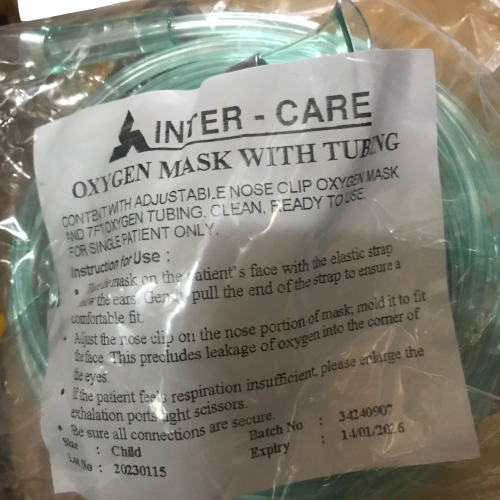 INTER - CARE
OXYGEN MASK WITH TUBING
CONTENT WITH ADJUSTABLE NOSE CLIP OXYGEN MASK
AND 7FT OXYGEN TUBING. CLEAN, READY TO USE.
FOR SINGLE PATIENT ONLY.
Instruction for Use :
• mask on the patient's face with the elastic strap
the ears. Gently pull the end of the strap to ensure a
comfortable fit.
• Adjust the nose clip on the nose portion of mask; mold it to fit
the face. This precludes leakage of oxygen into the corner of
the eyes.
• If the patient feels respiration insufficient, please enlarge the
exhalation ports light scissors.
• Be sure all connections are secure.
Size : Child
Batch No : 34240907
Lot No : 20230115
Expiry : 14/01/2026